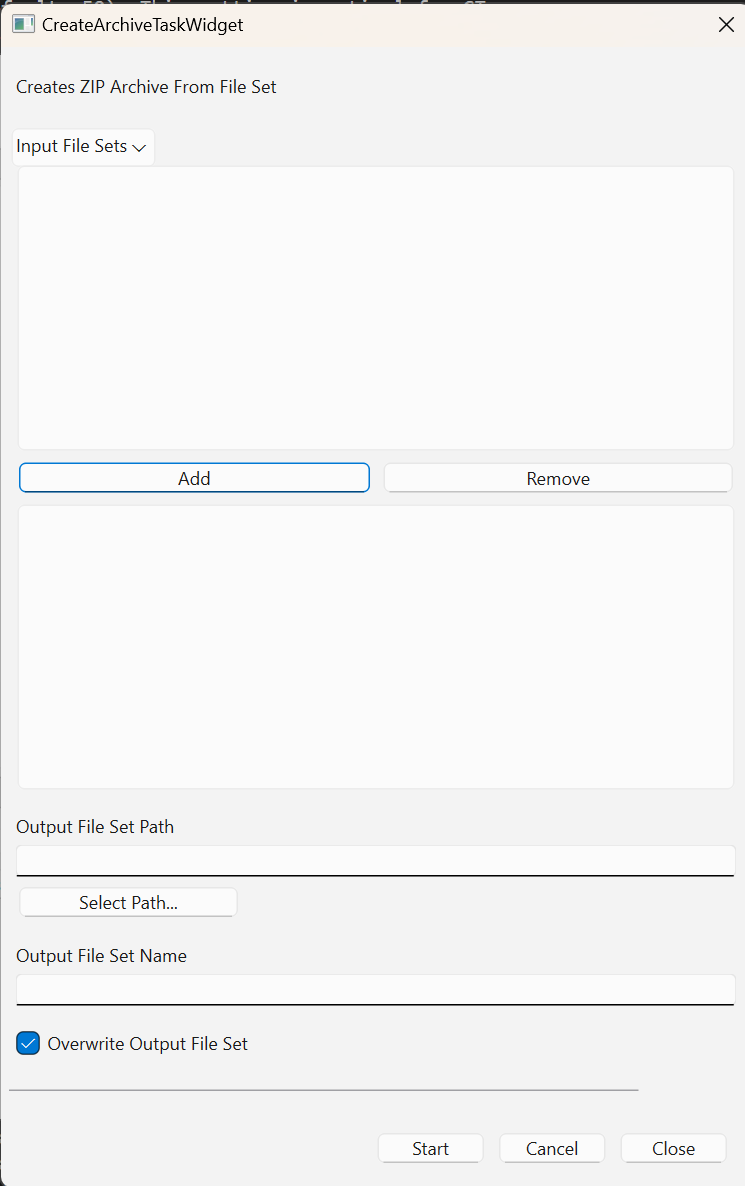 CreateArchiveTaskWidget
Creates ZIP Archive From File Set
Input File Sets
Add
Remove
Output File Set Path
Select Path...
Output File Set Name
Overwrite Output File Set
Start
Cancel
Close